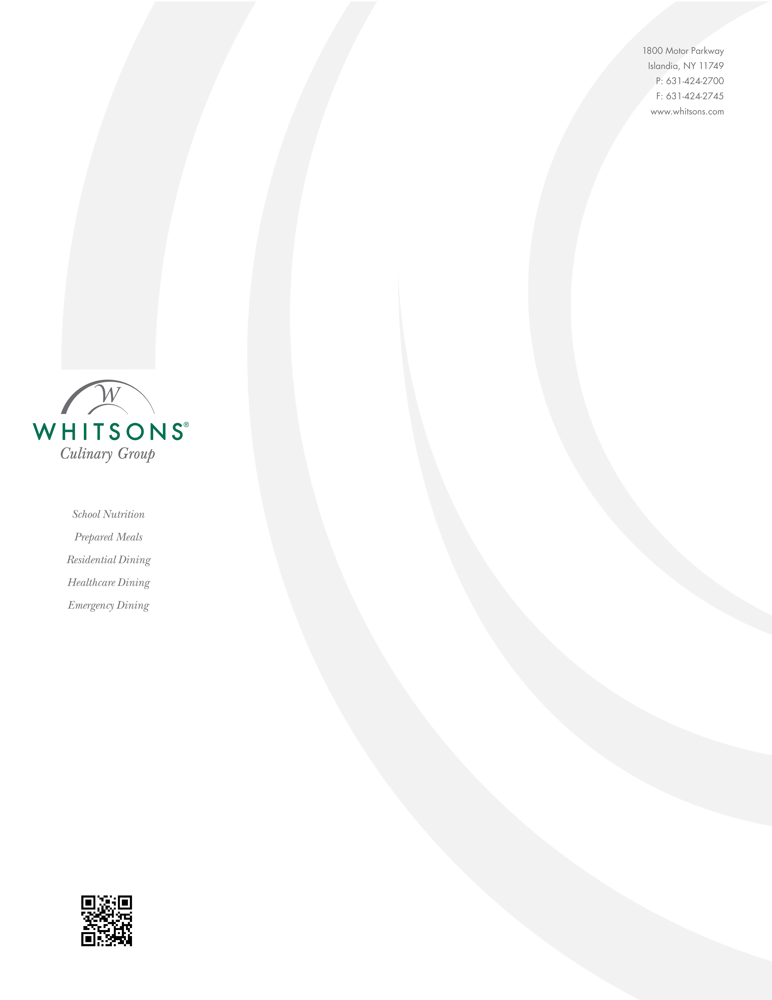 1800 Motor Parkway
Islandia, NY 11749
P: 631-424-2700
F: 631-424-2745
www.whitsons.com
W
WHITSONS®
Culinary Group
School Nutrition
Prepared Meals
Residential Dining
Healthcare Dining
Emergency Dining